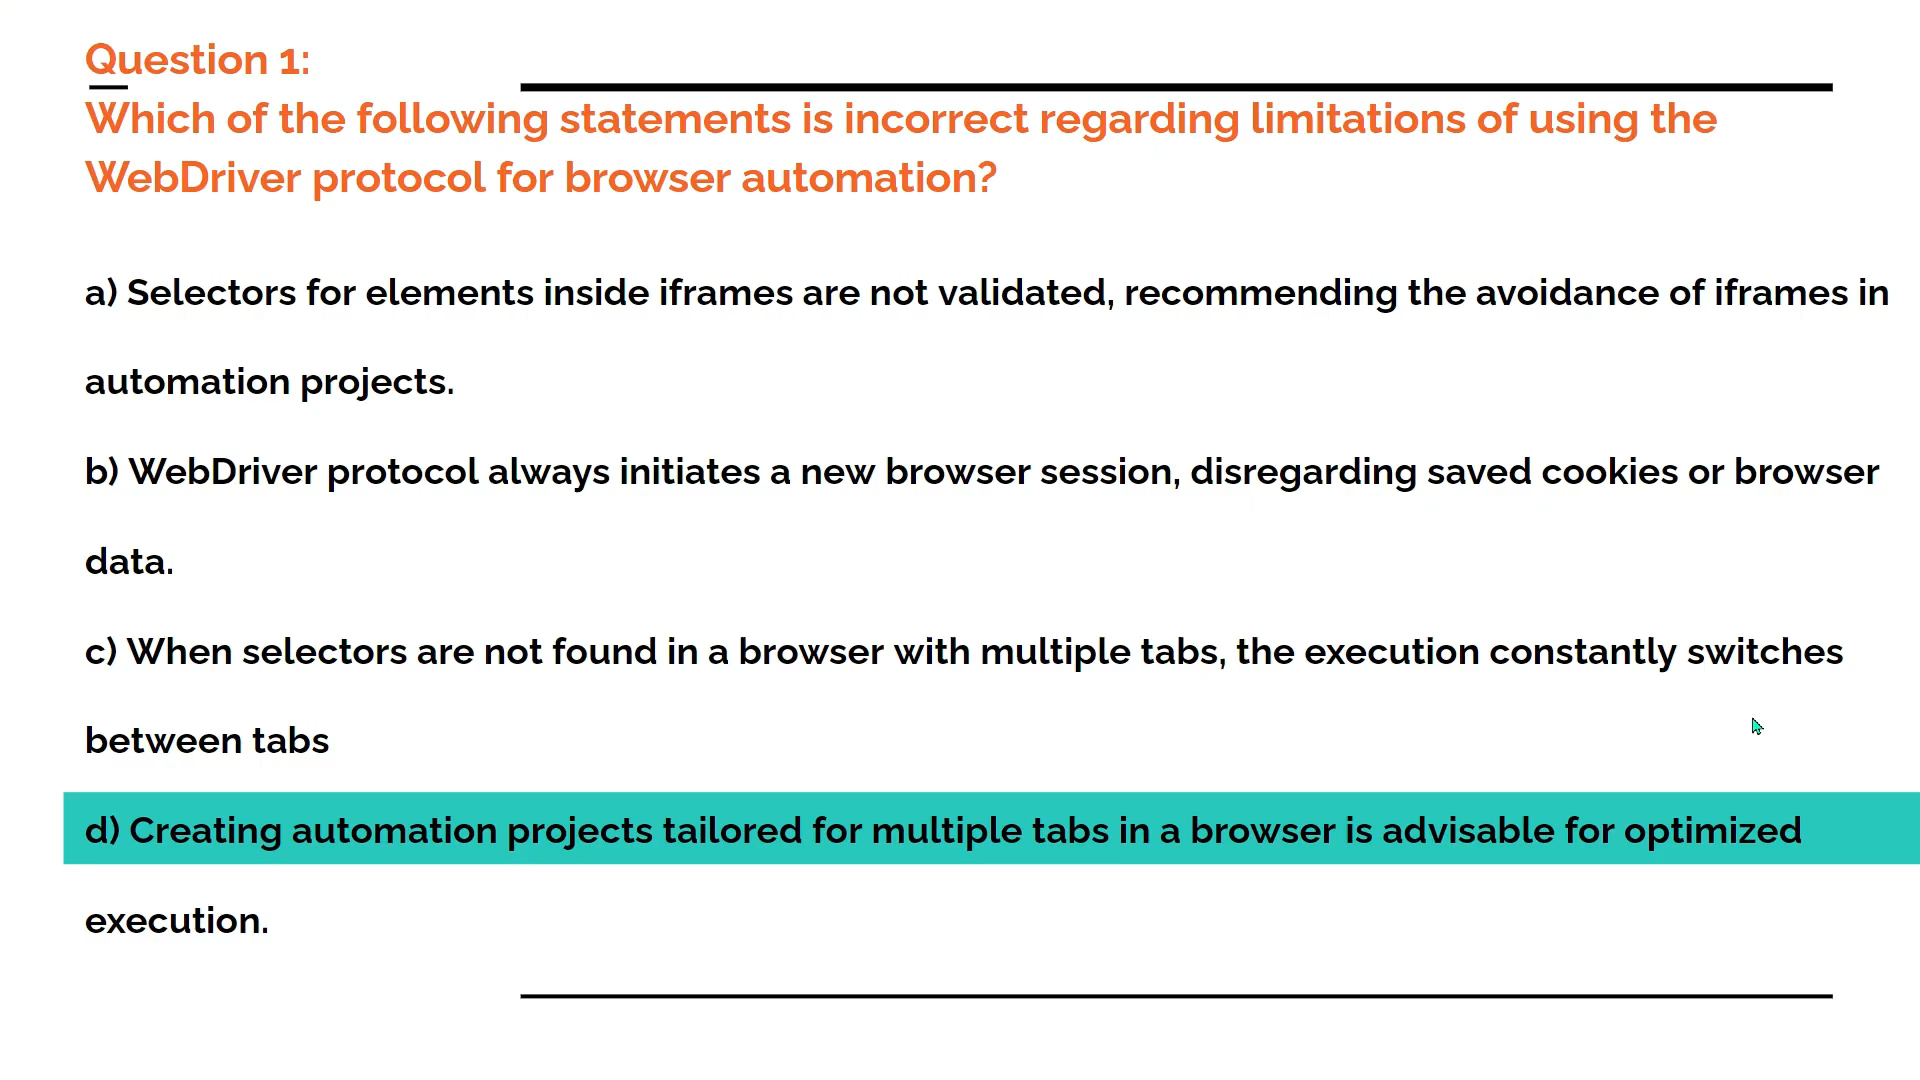 Question 1:
Which of the following statements is incorrect regarding limitations of using the
WebDriver protocol for browser automation?
a) Selectors for elements inside iframes are not validated, recommending the avoidance of iframes in
automation projects.
b) WebDriver protocol always initiates a new browser session, disregarding saved cookies or browser
data.
c) When selectors are not found in a browser with multiple tabs, the execution constantly switches
between tabs
d) Creating automation projects tailored for multiple tabs in a browser is advisable for optimized
execution.